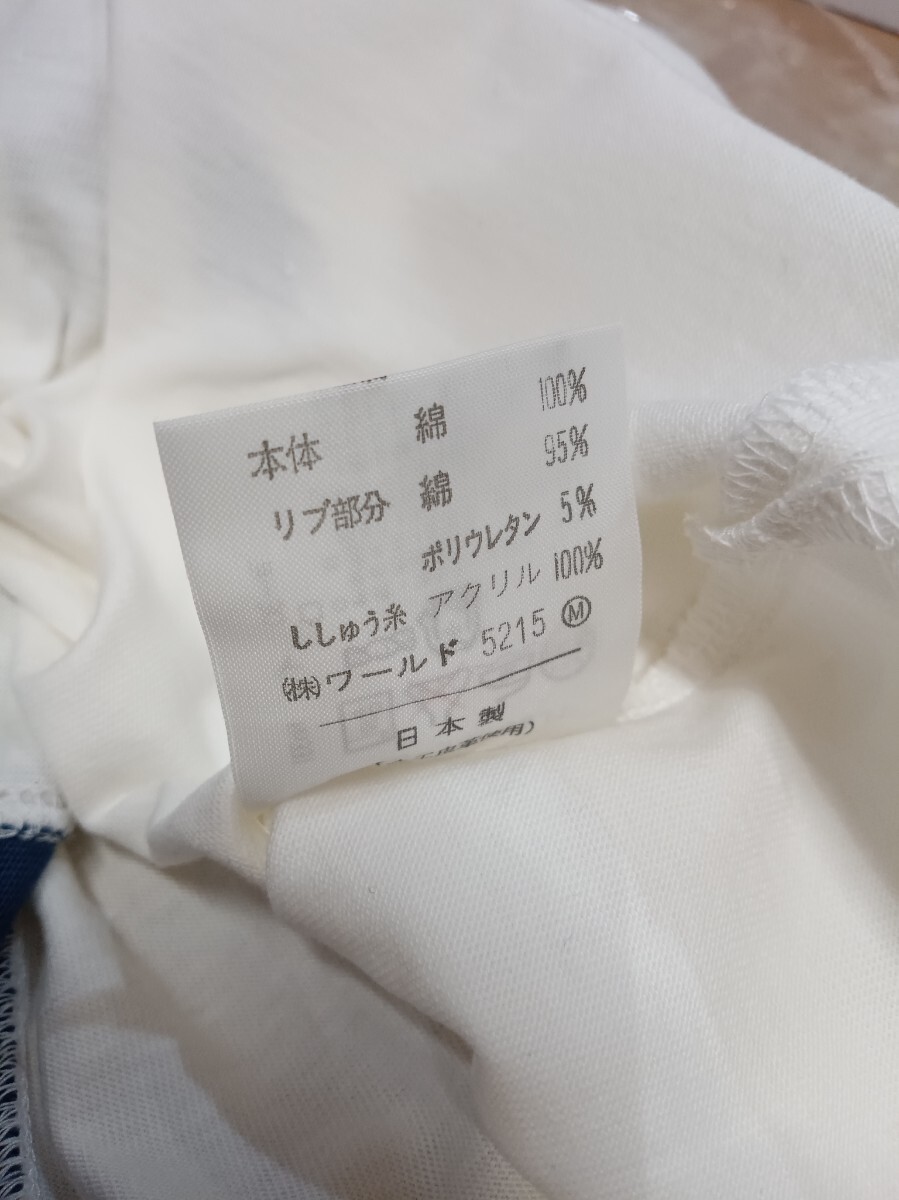 本体 綿 100%
リブ部分 綿 95%
ポリウレタン 5%
ししゅう糸 アクリル 100%
㈱ワールド 5215 Ⓜ
日本製